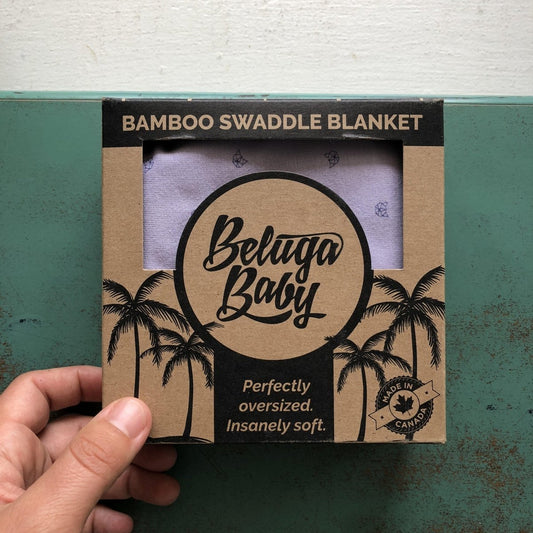 BAMBOO SWADDLE BLANKET
Beluga
Baby
Perfectly
oversized.
Insanely soft.
MADE IN
CANADA